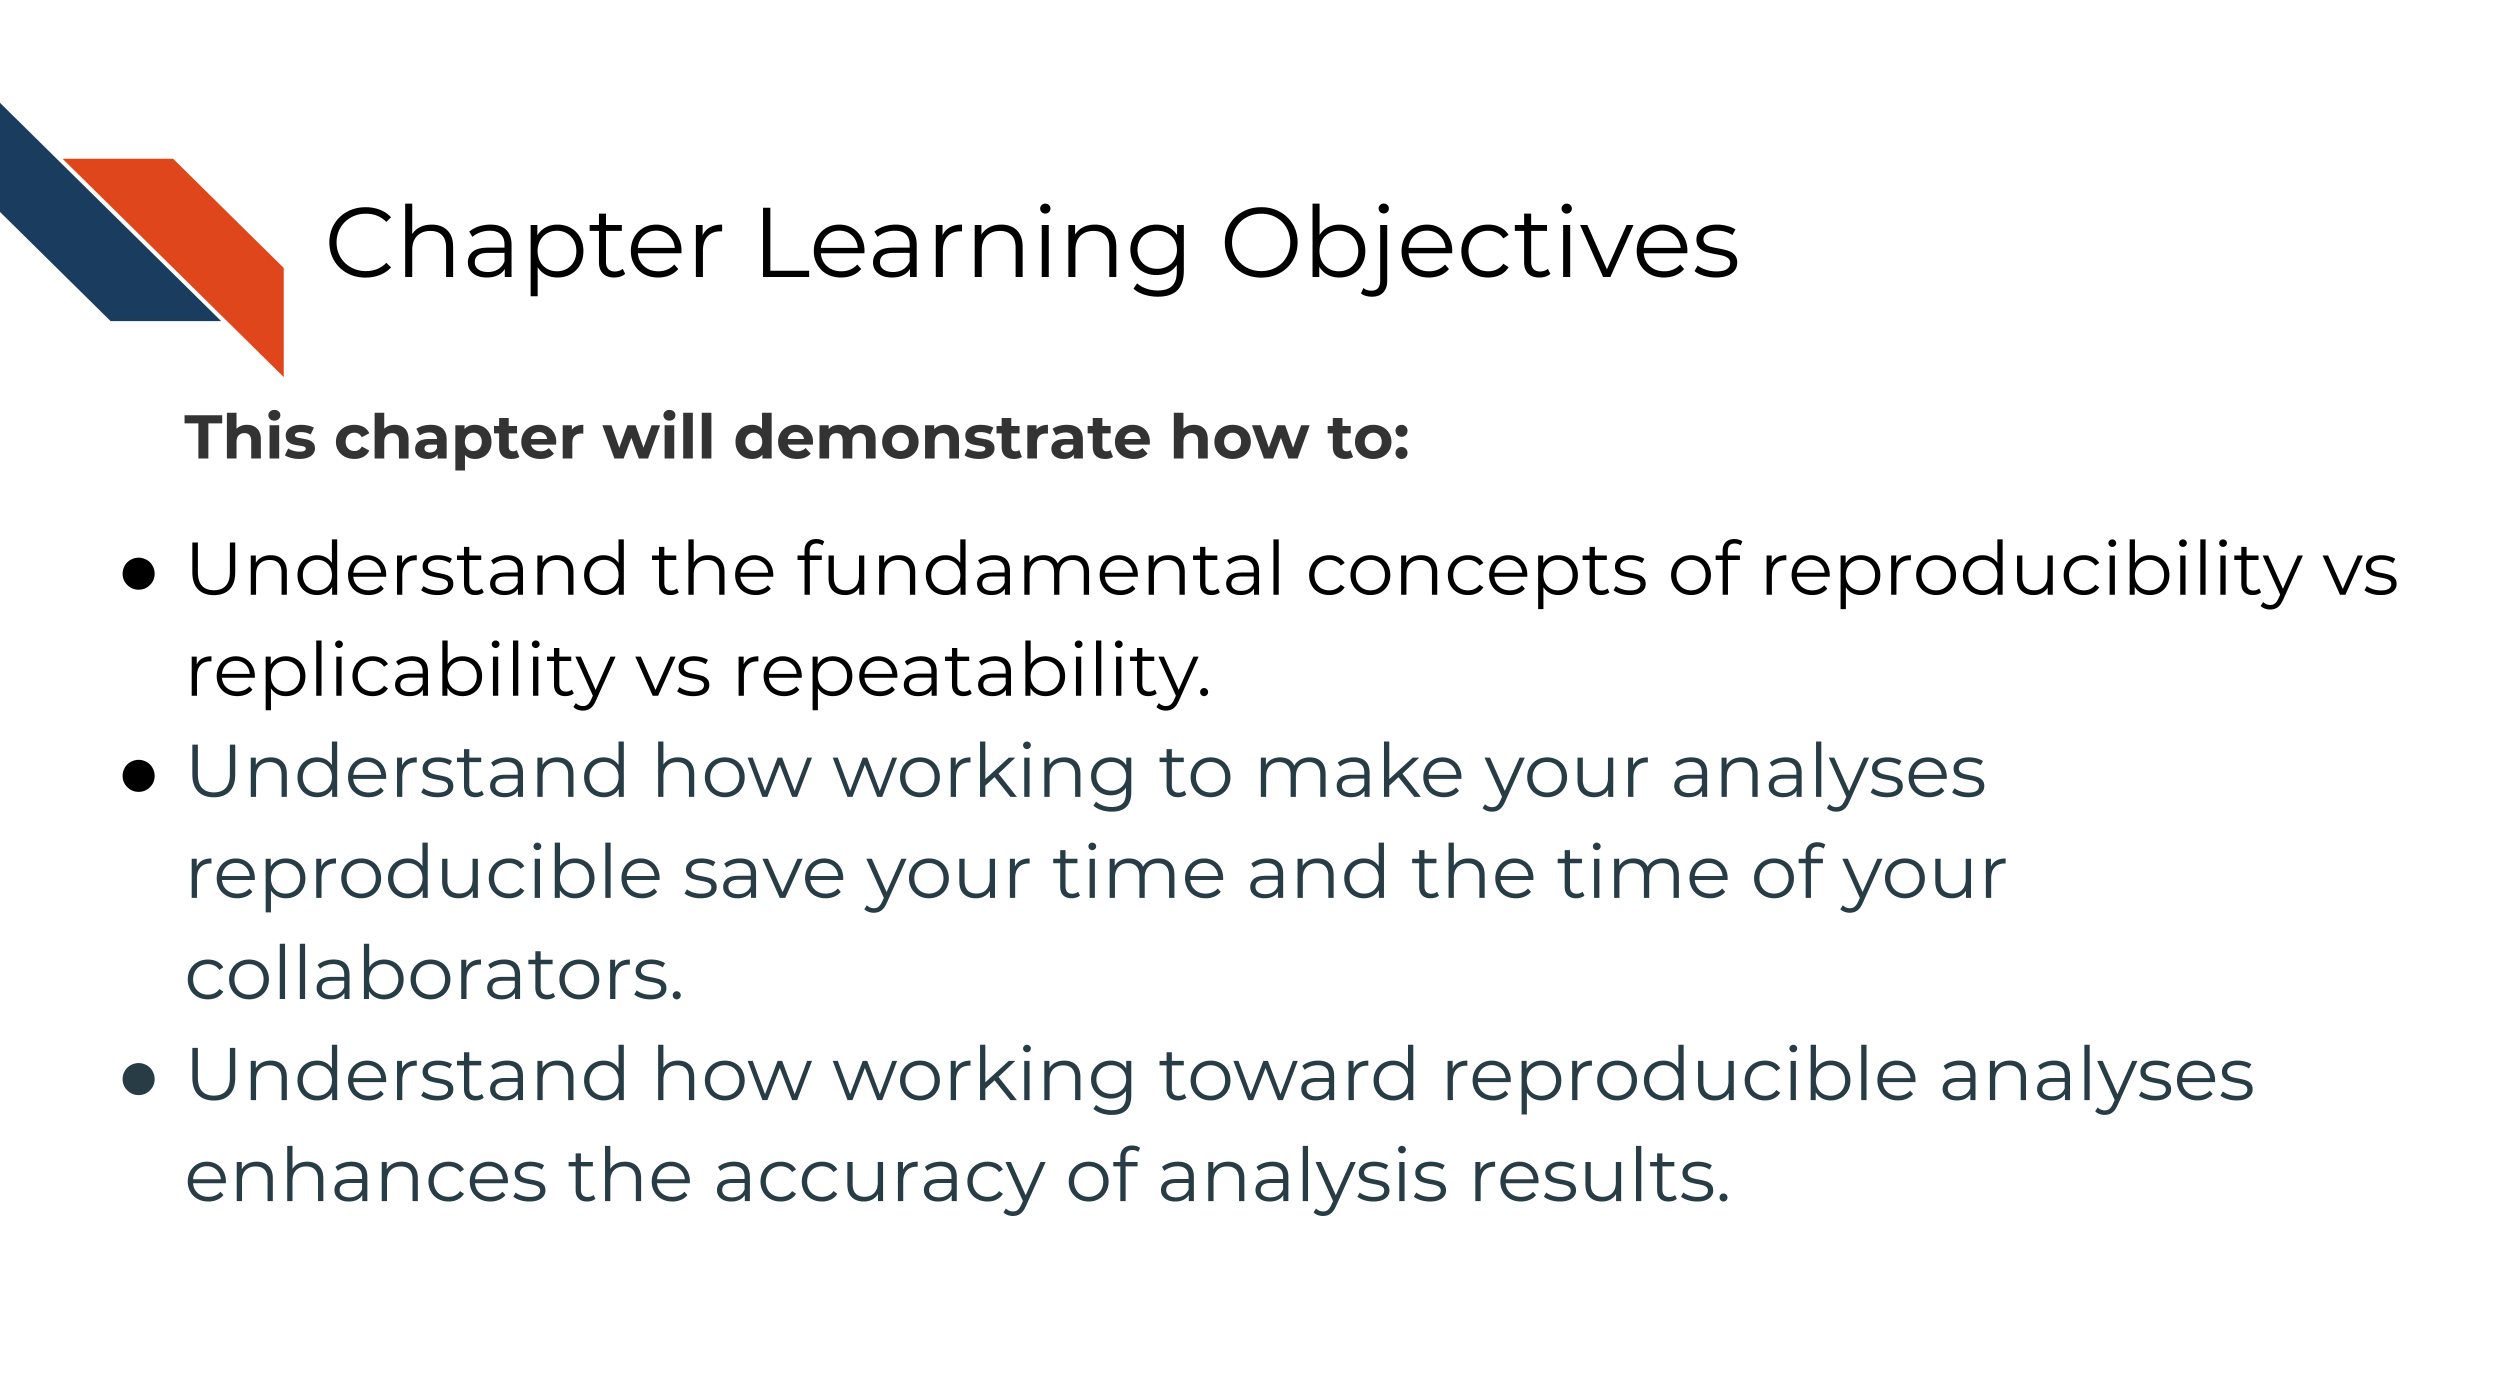 Chapter Learning Objectives
This chapter will demonstrate how to:
● Understand the fundamental concepts of reproducibility vs
replicability vs repeatability.
● Understand how working to make your analyses
reproducible save your time and the time of your
collaborators.
● Understand how working toward reproducible analyses
enhances the accuracy of analysis results.